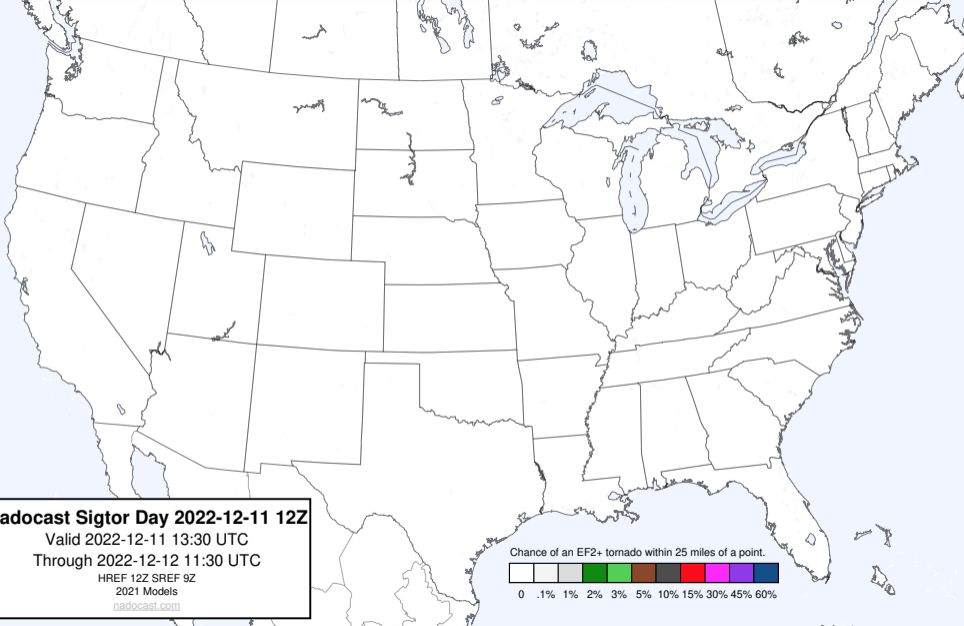 adocast Sigtor Day 2022-12-11 12Z
Valid 2022-12-11 13:30 UTC
Through 2022-12-12 11:30 UTC
HREF 12Z SREF 9Z
2021 Models
nadocast.com
Chance of an EF2+ tornado within 25 miles of a point.
0 .1% 1% 2% 3% 5% 10% 15% 30% 45% 60%